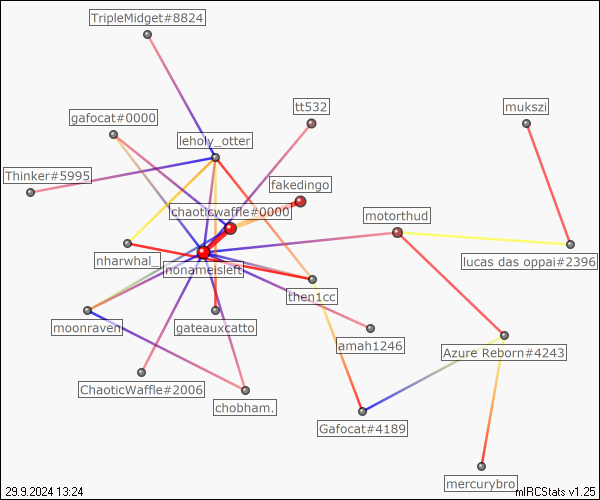 TripleMidget#8824
tt532
mukszi
gafocat#0000
leholy_otter
Thinker#5995
fakedingo
chaoticwaffle#0000
motorthud
nharwhal_
nonameisleft
lucas das oppai#2396
then1cc
moonraven
gateauxcatto
amah1246
Azure Reborn#4243
ChaoticWaffle#2006
chobham.
Gafocat#4189
mercurybro
29.9.2024 13:24
mIRCStats v1.25